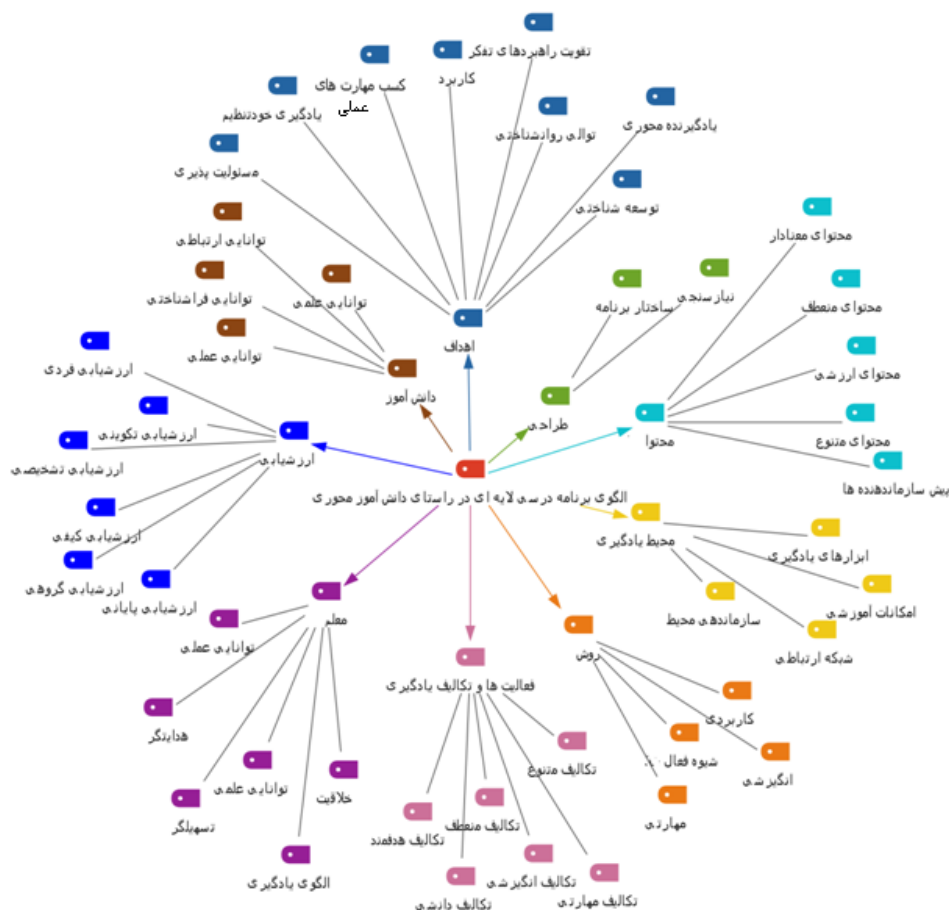 تقویت راهبردهای تفکر
کاربرد
کسب مهارت های
عملی
یادگیری خودتنظیم
توالی روانشناختی
یادگیرنده محوری
مسئولیت پذیری
توسعه شناختی
توانایی ارتباطی
محتوای معنادار
توانایی فراشناختی
توانایی علمی
ساختار برنامه
نیازسنجی
محتوای منعطف
توانایی عملی
اهداف
ارزشیابی فردی
دانش آموز
محتوای ارزشی
ارزشیابی تکوینی
طراحی
محتوا
محتوای متنوع
ارزشیابی تشخیصی
ارزشیابی
پیش سازماندهنده ها
الگوی برنامه درسی لایه ای در راستای دانش آموز محوری
ارزشیابی کیفی
محیط یادگیری
ابزارهای یادگیری
ارزشیابی گروهی
ارزشیابی پایانی
معلم
سازماندهی محیط
امکانات آموزشی
توانایی عملی
روش
شبکه ارتباطی
فعالیت ها و تکالیف یادگیری
کاربردی
هدایتگر
تکالیف متنوع
شیوه فعال
انگیزشی
توانایی علمی
خلاقیت
تسهیلگر
تکالیف هدفمند
تکالیف منعطف
مهارتی
الگوی یادگیری
تکالیف دانشی
تکالیف انگیزشی
تکالیف مهارتی